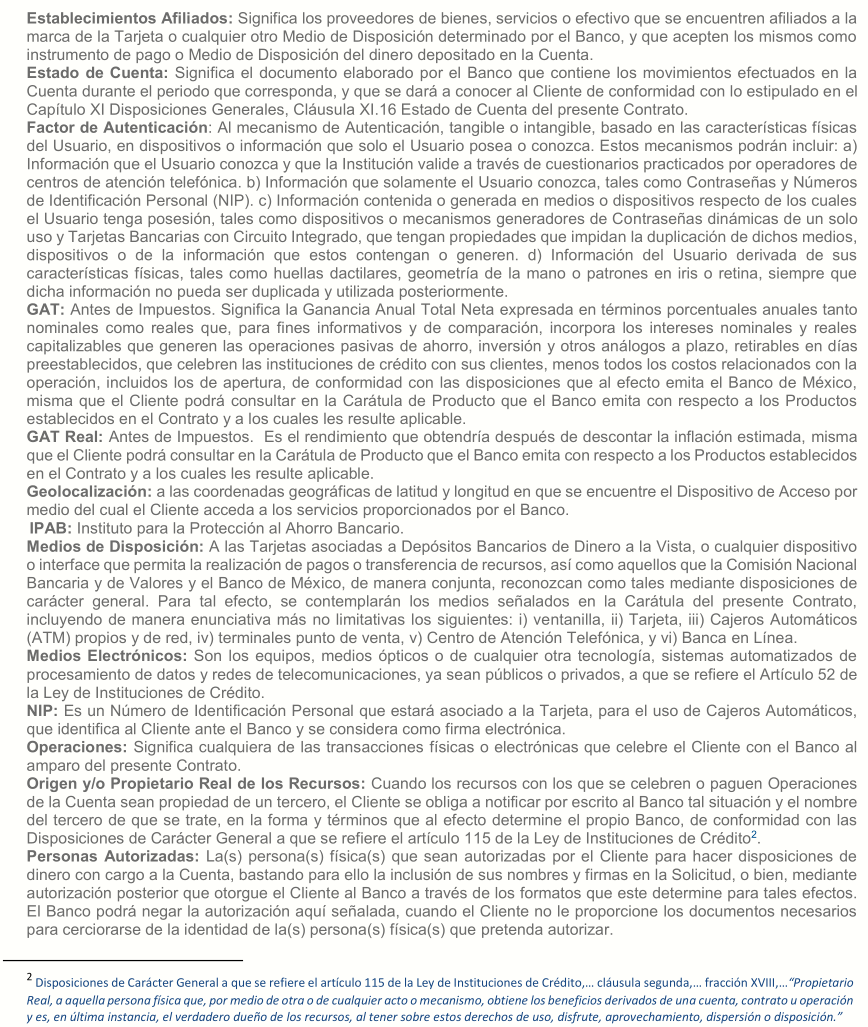 Establecimientos Afiliados: Significa los proveedores de bienes, servicios o efectivo que se encuentren afiliados a la
marca de la Tarjeta o cualquier otro Medio de Disposición determinado por el Banco, y que acepten los mismos como
instrumento de pago o Medio de Disposición del dinero depositado en la Cuenta.
Estado de Cuenta: Significa el documento elaborado por el Banco que contiene los movimientos efectuados en la
Cuenta durante el periodo que corresponda, y que se dará a conocer al Cliente de conformidad con lo estipulado en el
Capítulo XI Disposiciones Generales, Cláusula XI.16 Estado de Cuenta del presente Contrato.
Factor de Autenticación: Al mecanismo de Autenticación, tangible o intangible, basado en las características físicas
del Usuario, en dispositivos o información que solo el Usuario posea o conozca. Estos mecanismos podrán incluir: a)
Información que el Usuario conozca y que la Institución valide a través de cuestionarios practicados por operadores de
centros de atención telefónica. b) Información que solamente el Usuario conozca, tales como Contraseñas y Números
de Identificación Personal (NIP). c) Información contenida o generada en medios o dispositivos respecto de los cuales
el Usuario tenga posesión, tales como dispositivos o mecanismos generadores de Contraseñas dinámicas de un solo
uso y Tarjetas Bancarias con Circuito Integrado, que tengan propiedades que impidan la duplicación de dichos medios,
dispositivos o de la información que estos contengan o generen. d) Información del Usuario derivada de sus
características físicas, tales como huellas dactilares, geometría de la mano o patrones en iris o retina, siempre que
dicha información no pueda ser duplicada y utilizada posteriormente.
GAT: Antes de Impuestos. Significa la Ganancia Anual Total Neta expresada en términos porcentuales anuales tanto
nominales como reales que, para fines informativos y de comparación, incorpora los intereses nominales y reales
capitalizables que generen las operaciones pasivas de ahorro, inversión y otros análogos a plazo, retirables en días
preestablecidos, que celebren las instituciones de crédito con sus clientes, menos todos los costos relacionados con la
operación, incluidos los de apertura, de conformidad con las disposiciones que al efecto emita el Banco de México,
misma que el Cliente podrá consultar en la Carátula de Producto que el Banco emita con respecto a los Productos
establecidos en el Contrato y a los cuales les resulte aplicable.
GAT Real: Antes de Impuestos.  Es el rendimiento que obtendría después de descontar la inflación estimada, misma
que el Cliente podrá consultar en la Carátula de Producto que el Banco emita con respecto a los Productos establecidos
en el Contrato y a los cuales les resulte aplicable.
Geolocalización: a las coordenadas geográficas de latitud y longitud en que se encuentre el Dispositivo de Acceso por
medio del cual el Cliente acceda a los servicios proporcionados por el Banco.
IPAB: Instituto para la Protección al Ahorro Bancario.
Medios de Disposición: A las Tarjetas asociadas a Depósitos Bancarios de Dinero a la Vista, o cualquier dispositivo
o interface que permita la realización de pagos o transferencia de recursos, así como aquellos que la Comisión Nacional
Bancaria y de Valores y el Banco de México, de manera conjunta, reconozcan como tales mediante disposiciones de
carácter general. Para tal efecto, se contemplarán los medios señalados en la Carátula del presente Contrato,
incluyendo de manera enunciativa más no limitativas los siguientes: i) ventanilla, ii) Tarjeta, iii) Cajeros Automáticos
(ATM) propios y de red, iv) terminales punto de venta, v) Centro de Atención Telefónica, y vi) Banca en Línea.
Medios Electrónicos: Son los equipos, medios ópticos o de cualquier otra tecnología, sistemas automatizados de
procesamiento de datos y redes de telecomunicaciones, ya sean públicos o privados, a que se refiere el Artículo 52 de
la Ley de Instituciones de Crédito.
NIP: Es un Número de Identificación Personal que estará asociado a la Tarjeta, para el uso de Cajeros Automáticos,
que identifica al Cliente ante el Banco y se considera como firma electrónica.
Operaciones: Significa cualquiera de las transacciones físicas o electrónicas que celebre el Cliente con el Banco al
amparo del presente Contrato.
Origen y/o Propietario Real de los Recursos: Cuando los recursos con los que se celebren o paguen Operaciones
de la Cuenta sean propiedad de un tercero, el Cliente se obliga a notificar por escrito al Banco tal situación y el nombre
del tercero de que se trate, en la forma y términos que al efecto determine el propio Banco, de conformidad con las
Disposiciones de Carácter General a que se refiere el artículo 115 de la Ley de Instituciones de Crédito².
Personas Autorizadas: La(s) persona(s) física(s) que sean autorizadas por el Cliente para hacer disposiciones de
dinero con cargo a la Cuenta, bastando para ello la inclusión de sus nombres y firmas en la Solicitud, o bien, mediante
autorización posterior que otorgue el Cliente al Banco a través de los formatos que este determine para tales efectos.
El Banco podrá negar la autorización aquí señalada, cuando el Cliente no le proporcione los documentos necesarios
para cerciorarse de la identidad de la(s) persona(s) física(s) que pretenda autorizar.
² Disposiciones de Carácter General a que se refiere el artículo 115 de la Ley de Instituciones de Crédito,… cláusula segunda,… fracción XVIII,…“Propietario
Real, a aquella persona física que, por medio de otra o de cualquier acto o mecanismo, obtiene los beneficios derivados de una cuenta, contrato u operación
y es, en última instancia, el verdadero dueño de los recursos, al tener sobre estos derechos de uso, disfrute, aprovechamiento, dispersión o disposición.”